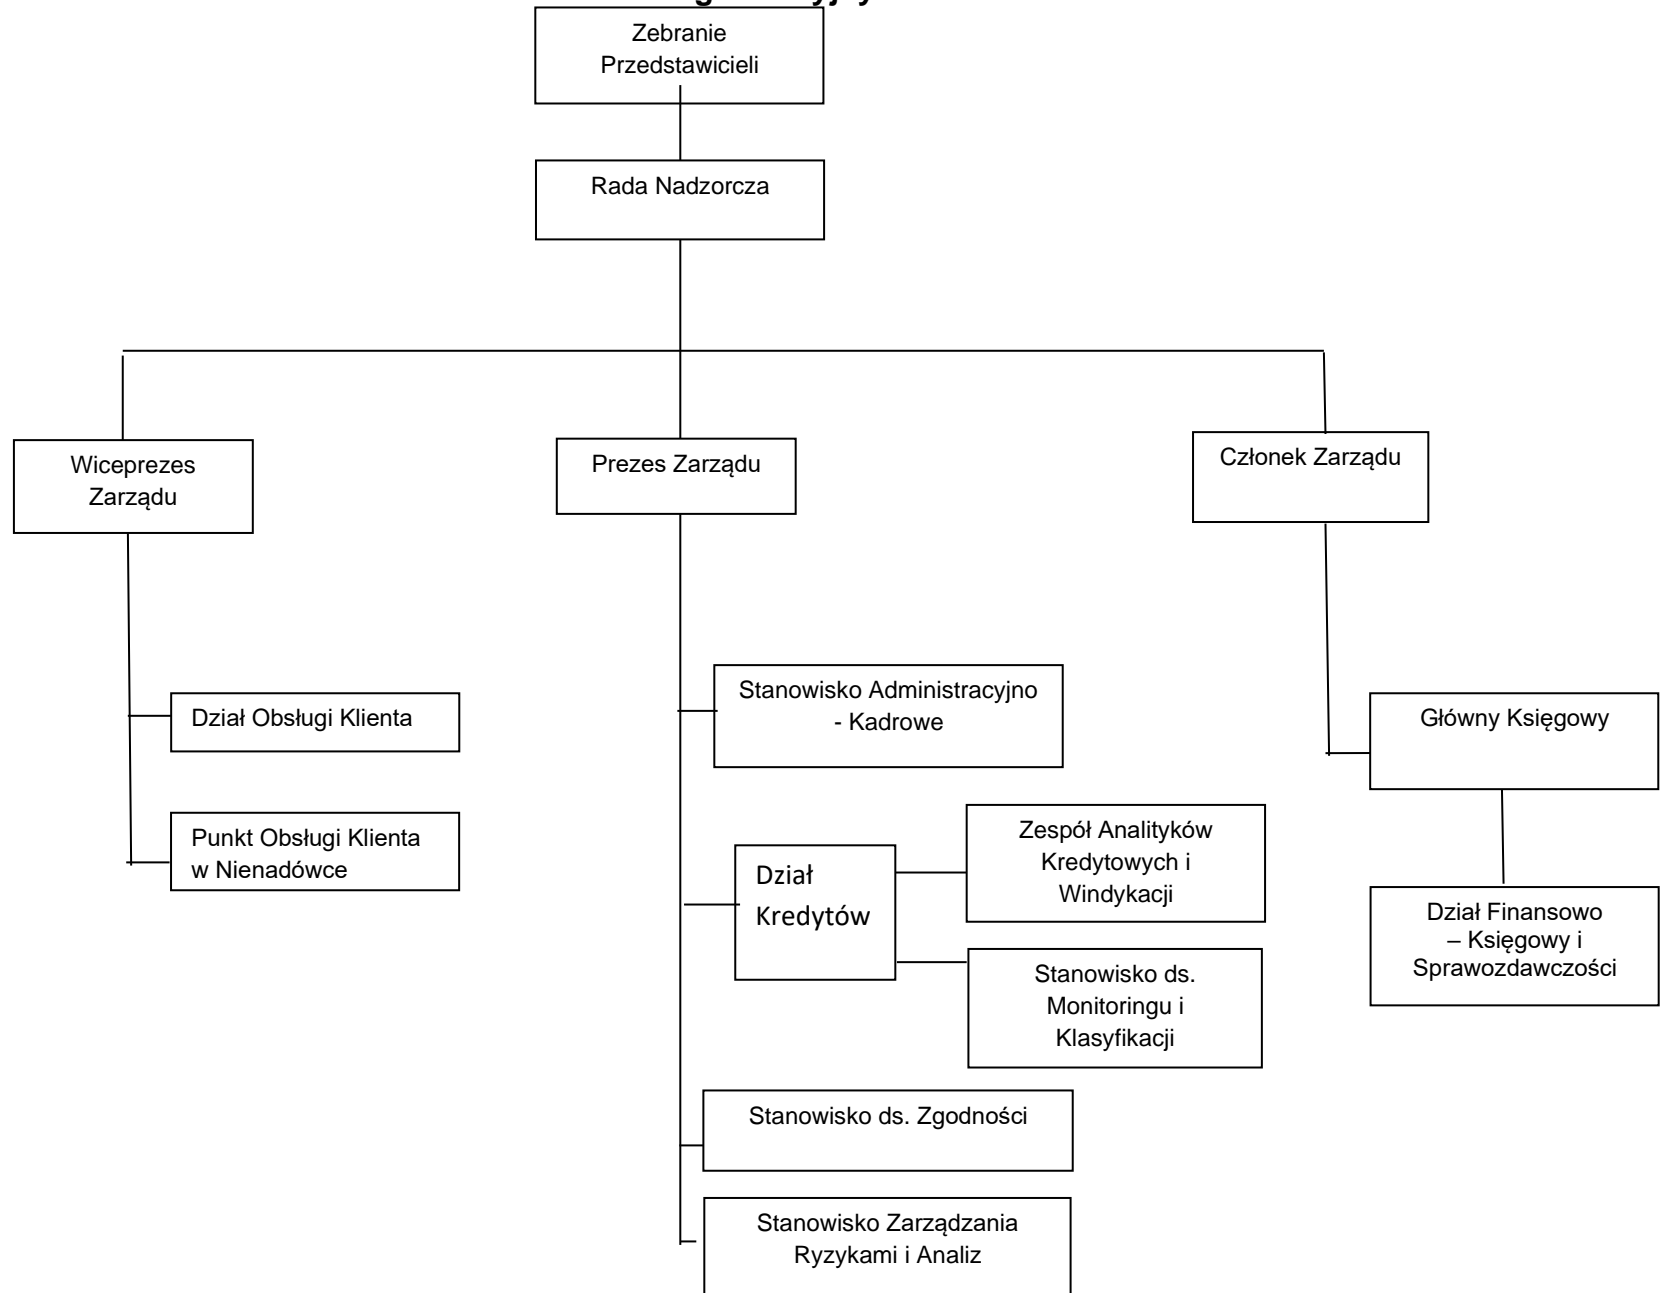 Zebranie
Przedstawicieli
Rada Nadzorcza
Wiceprezes
Zarządu
Prezes Zarządu
Członek Zarządu
Stanowisko Administracyjno
- Kadrowe
Dział Obsługi Klienta
Główny Księgowy
Punkt Obsługi Klienta
w Nienadówce
Dział
Kredytów
Zespół Analityków
Kredytowych i
Windykacji
Dział Finansowo
– Księgowy i
Sprawozdawczości
Stanowisko ds.
Monitoringu i
Klasyfikacji
Stanowisko ds. Zgodności
Stanowisko Zarządzania
Ryzykami i Analiz